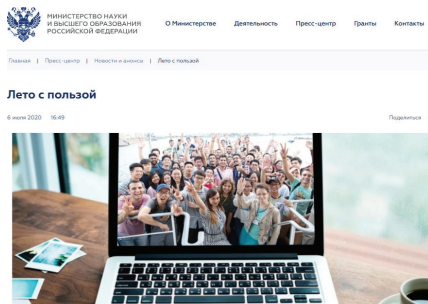 МИНИСТЕРСТВО НАУКИ
И ВЫСШЕГО ОБРАЗОВАНИЯ
РОССИЙСКОЙ ФЕДЕРАЦИИ
О Министерстве Деятельность Пресс-центр Гранты Контакты
Главная | Пресс-центр | Новости и анонсы | Лето с пользой
Лето с пользой
6 июля 2020 16:49 Поделиться